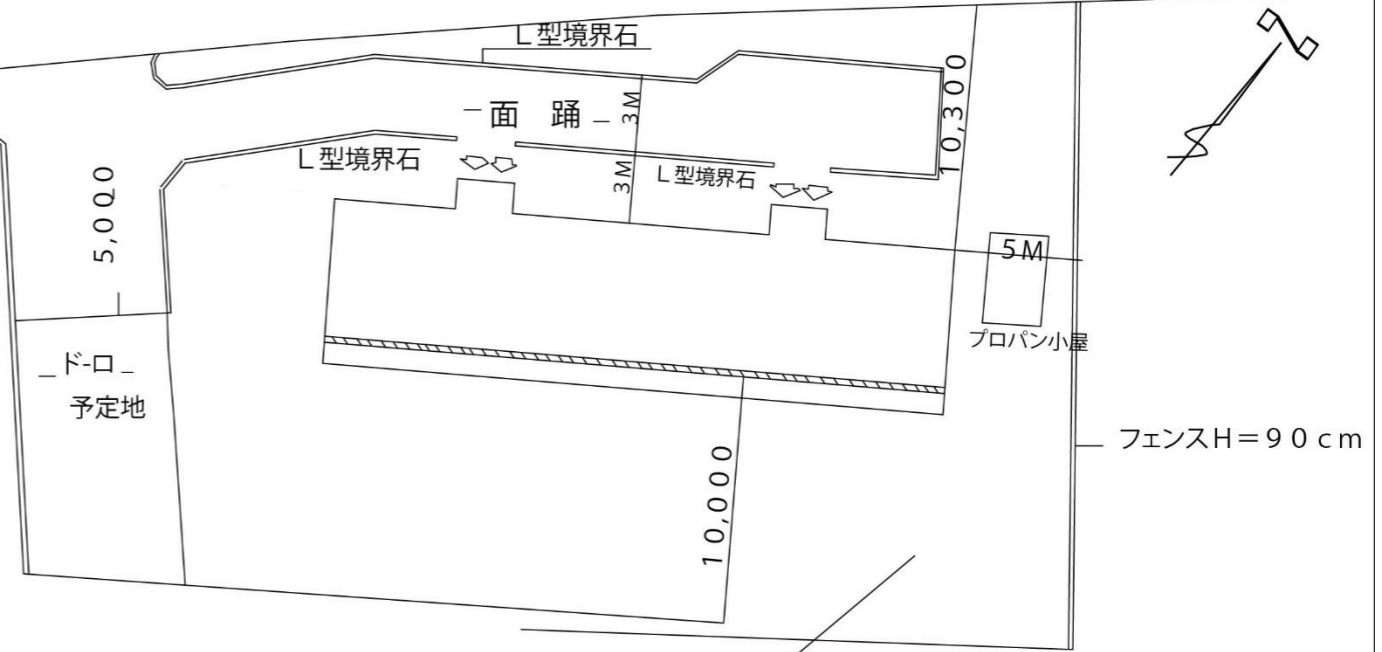 L型境界石
10,300
面 踊
3M
L型境界石
3M
L型境界石
5,000
5M
プロパン小屋
ド-ロ
予定地
フェンスH=90cm
10,000